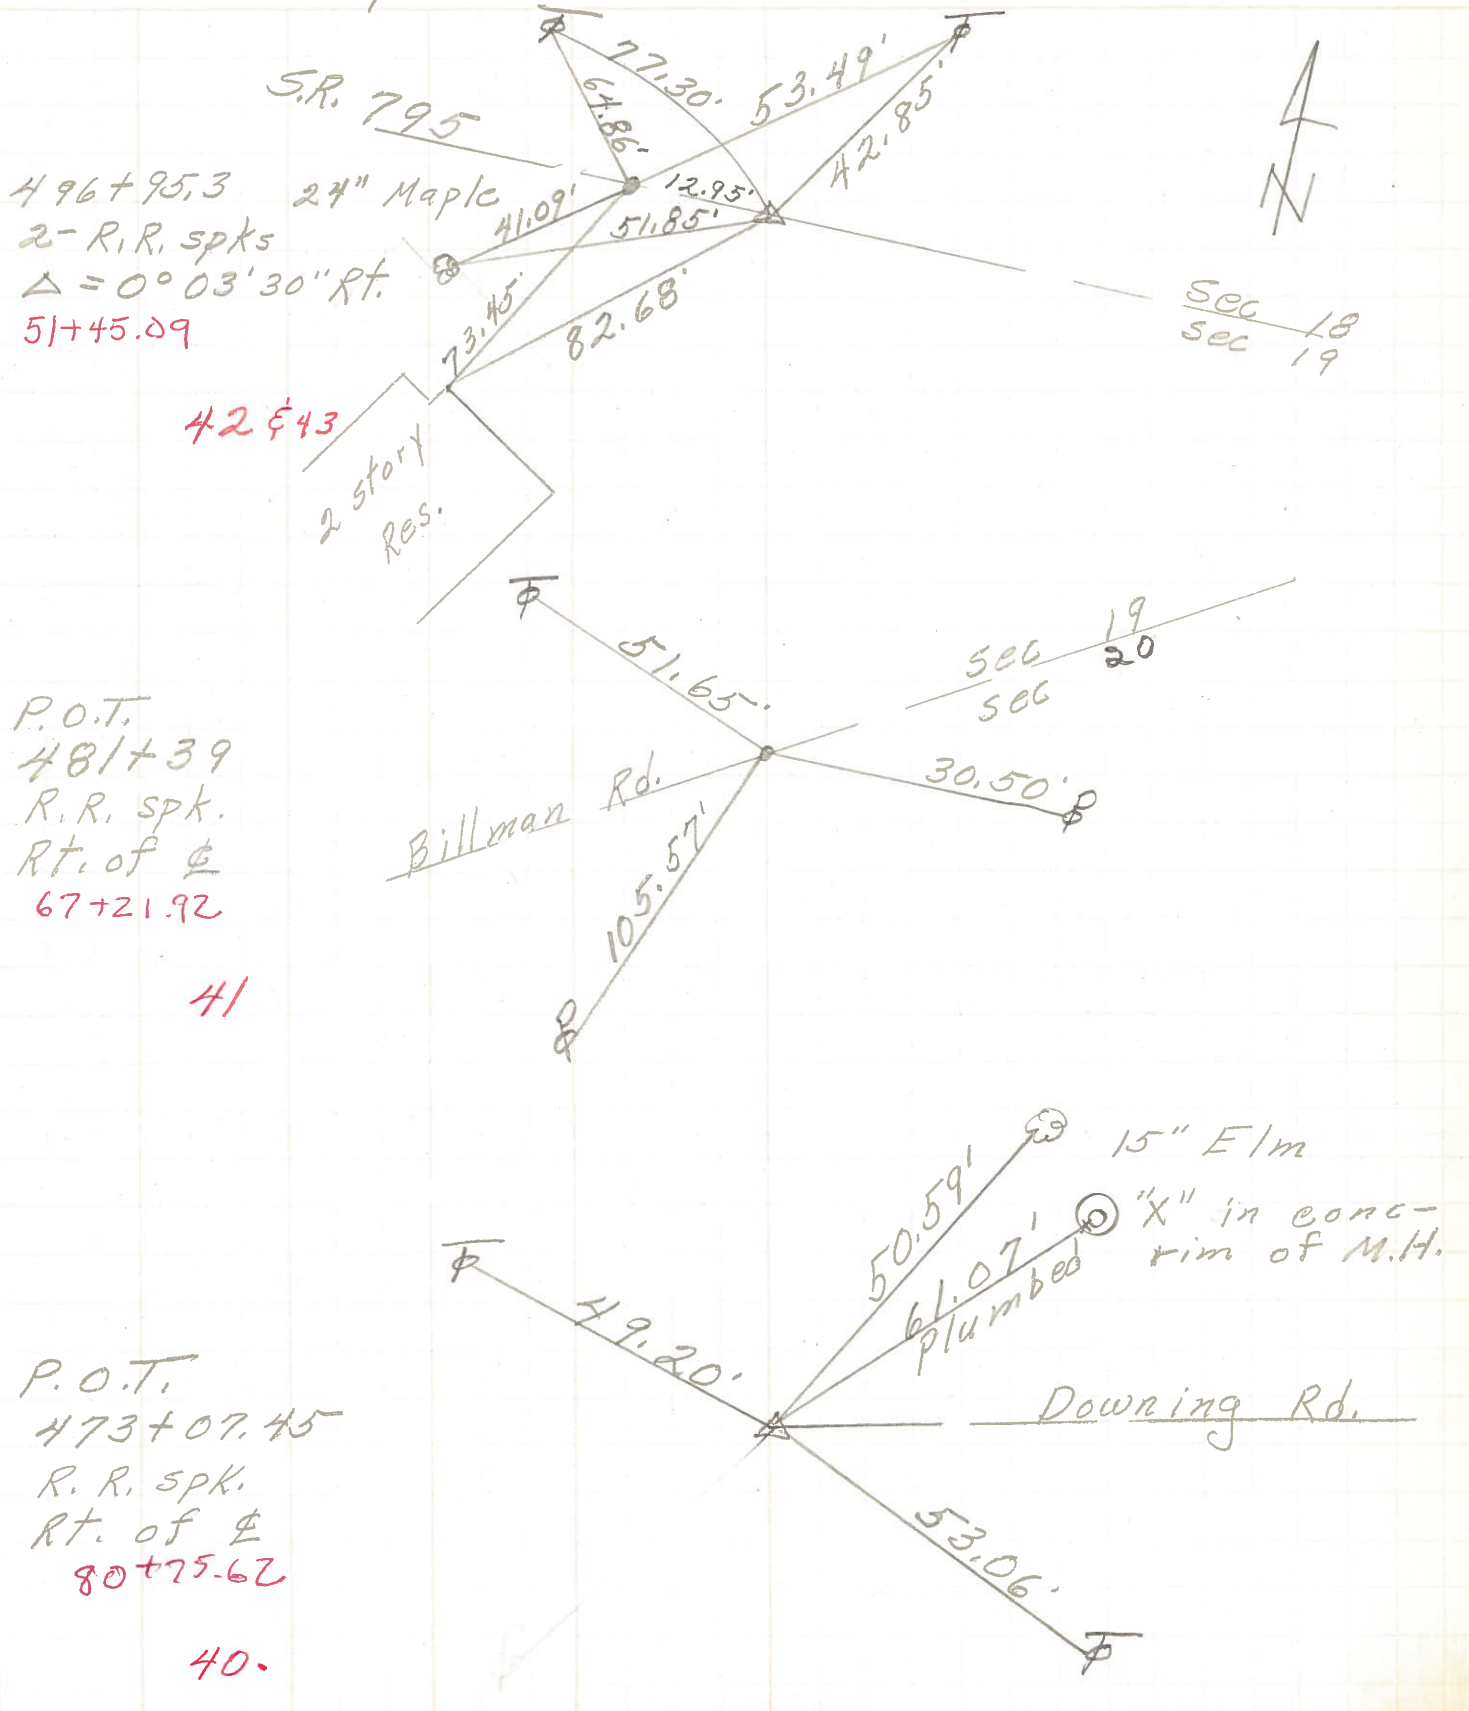 77.30'
64.86'
53.49'
42.85'
S.R. 795
496+95.3
24" Maple
2-R.R. spks
Δ = 0° 03' 30" Rt.
51+45.09
41.09'
12.95'
51.85'
73.45'
82.68'
N
Sec 18
Sec 19
42 & 43
2 story
Res.
51.65'
sec 19
sec 20
P.O.T.
481+39
R.R. spk.
Rt. of ₵
67+21.92
Billman Rd.
30.50'
105.57'
41
15" Elm
50.59'
"X" in conc-
rim of M.H.
61.07'
plumbed
49.20'
P.O.T.
473+07.45
R.R. spk.
Rt. of ₵
80+75.62
Downing Rd.
53.06'
40.